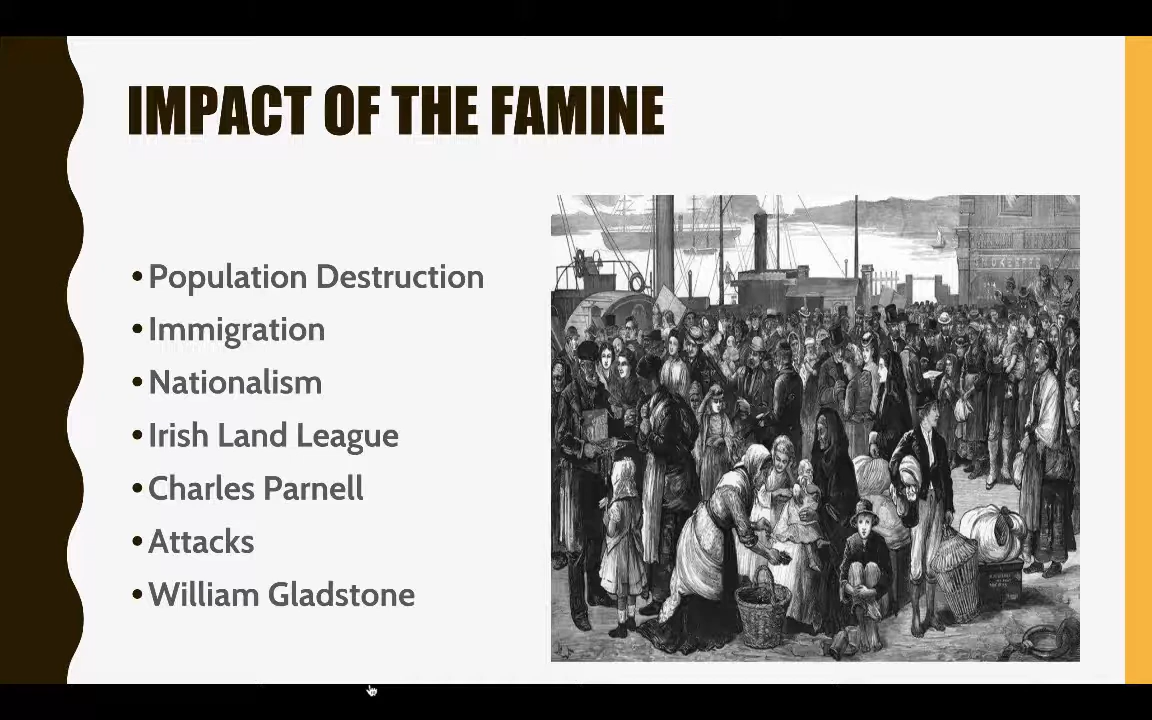 IMPACT OF THE FAMINE
•Population Destruction
•Immigration
•Nationalism
•Irish Land League
•Charles Parnell
•Attacks
•William Gladstone